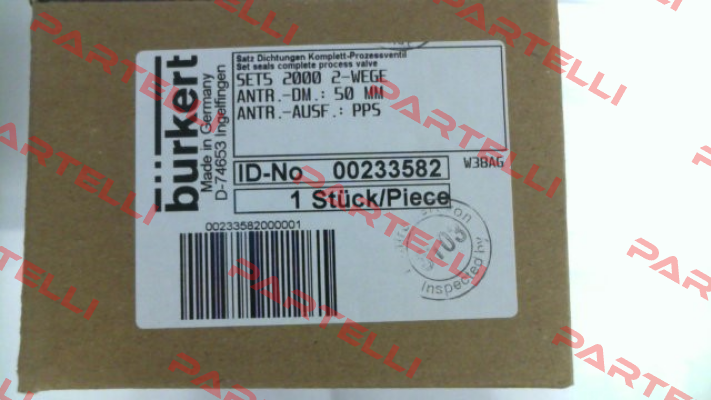 bürkert
Made in Germany
D-74653 Ingelfingen
Satz Dichtungen Komplett-Prozessventil
Set seals complete process valve
SET5 2000 2-WEGE
ANTR.-DM.: 50 MM
ANTR.-AUSF.: PPS
ID-No 00233582
W38AG
1 Stück/Piece
00233582000001
Inspected by
PARTELLI
PARTELLI
PARTELLI
PARTELLI
PARTELLI
PARTELLI
PARTELLI
PARTELLI